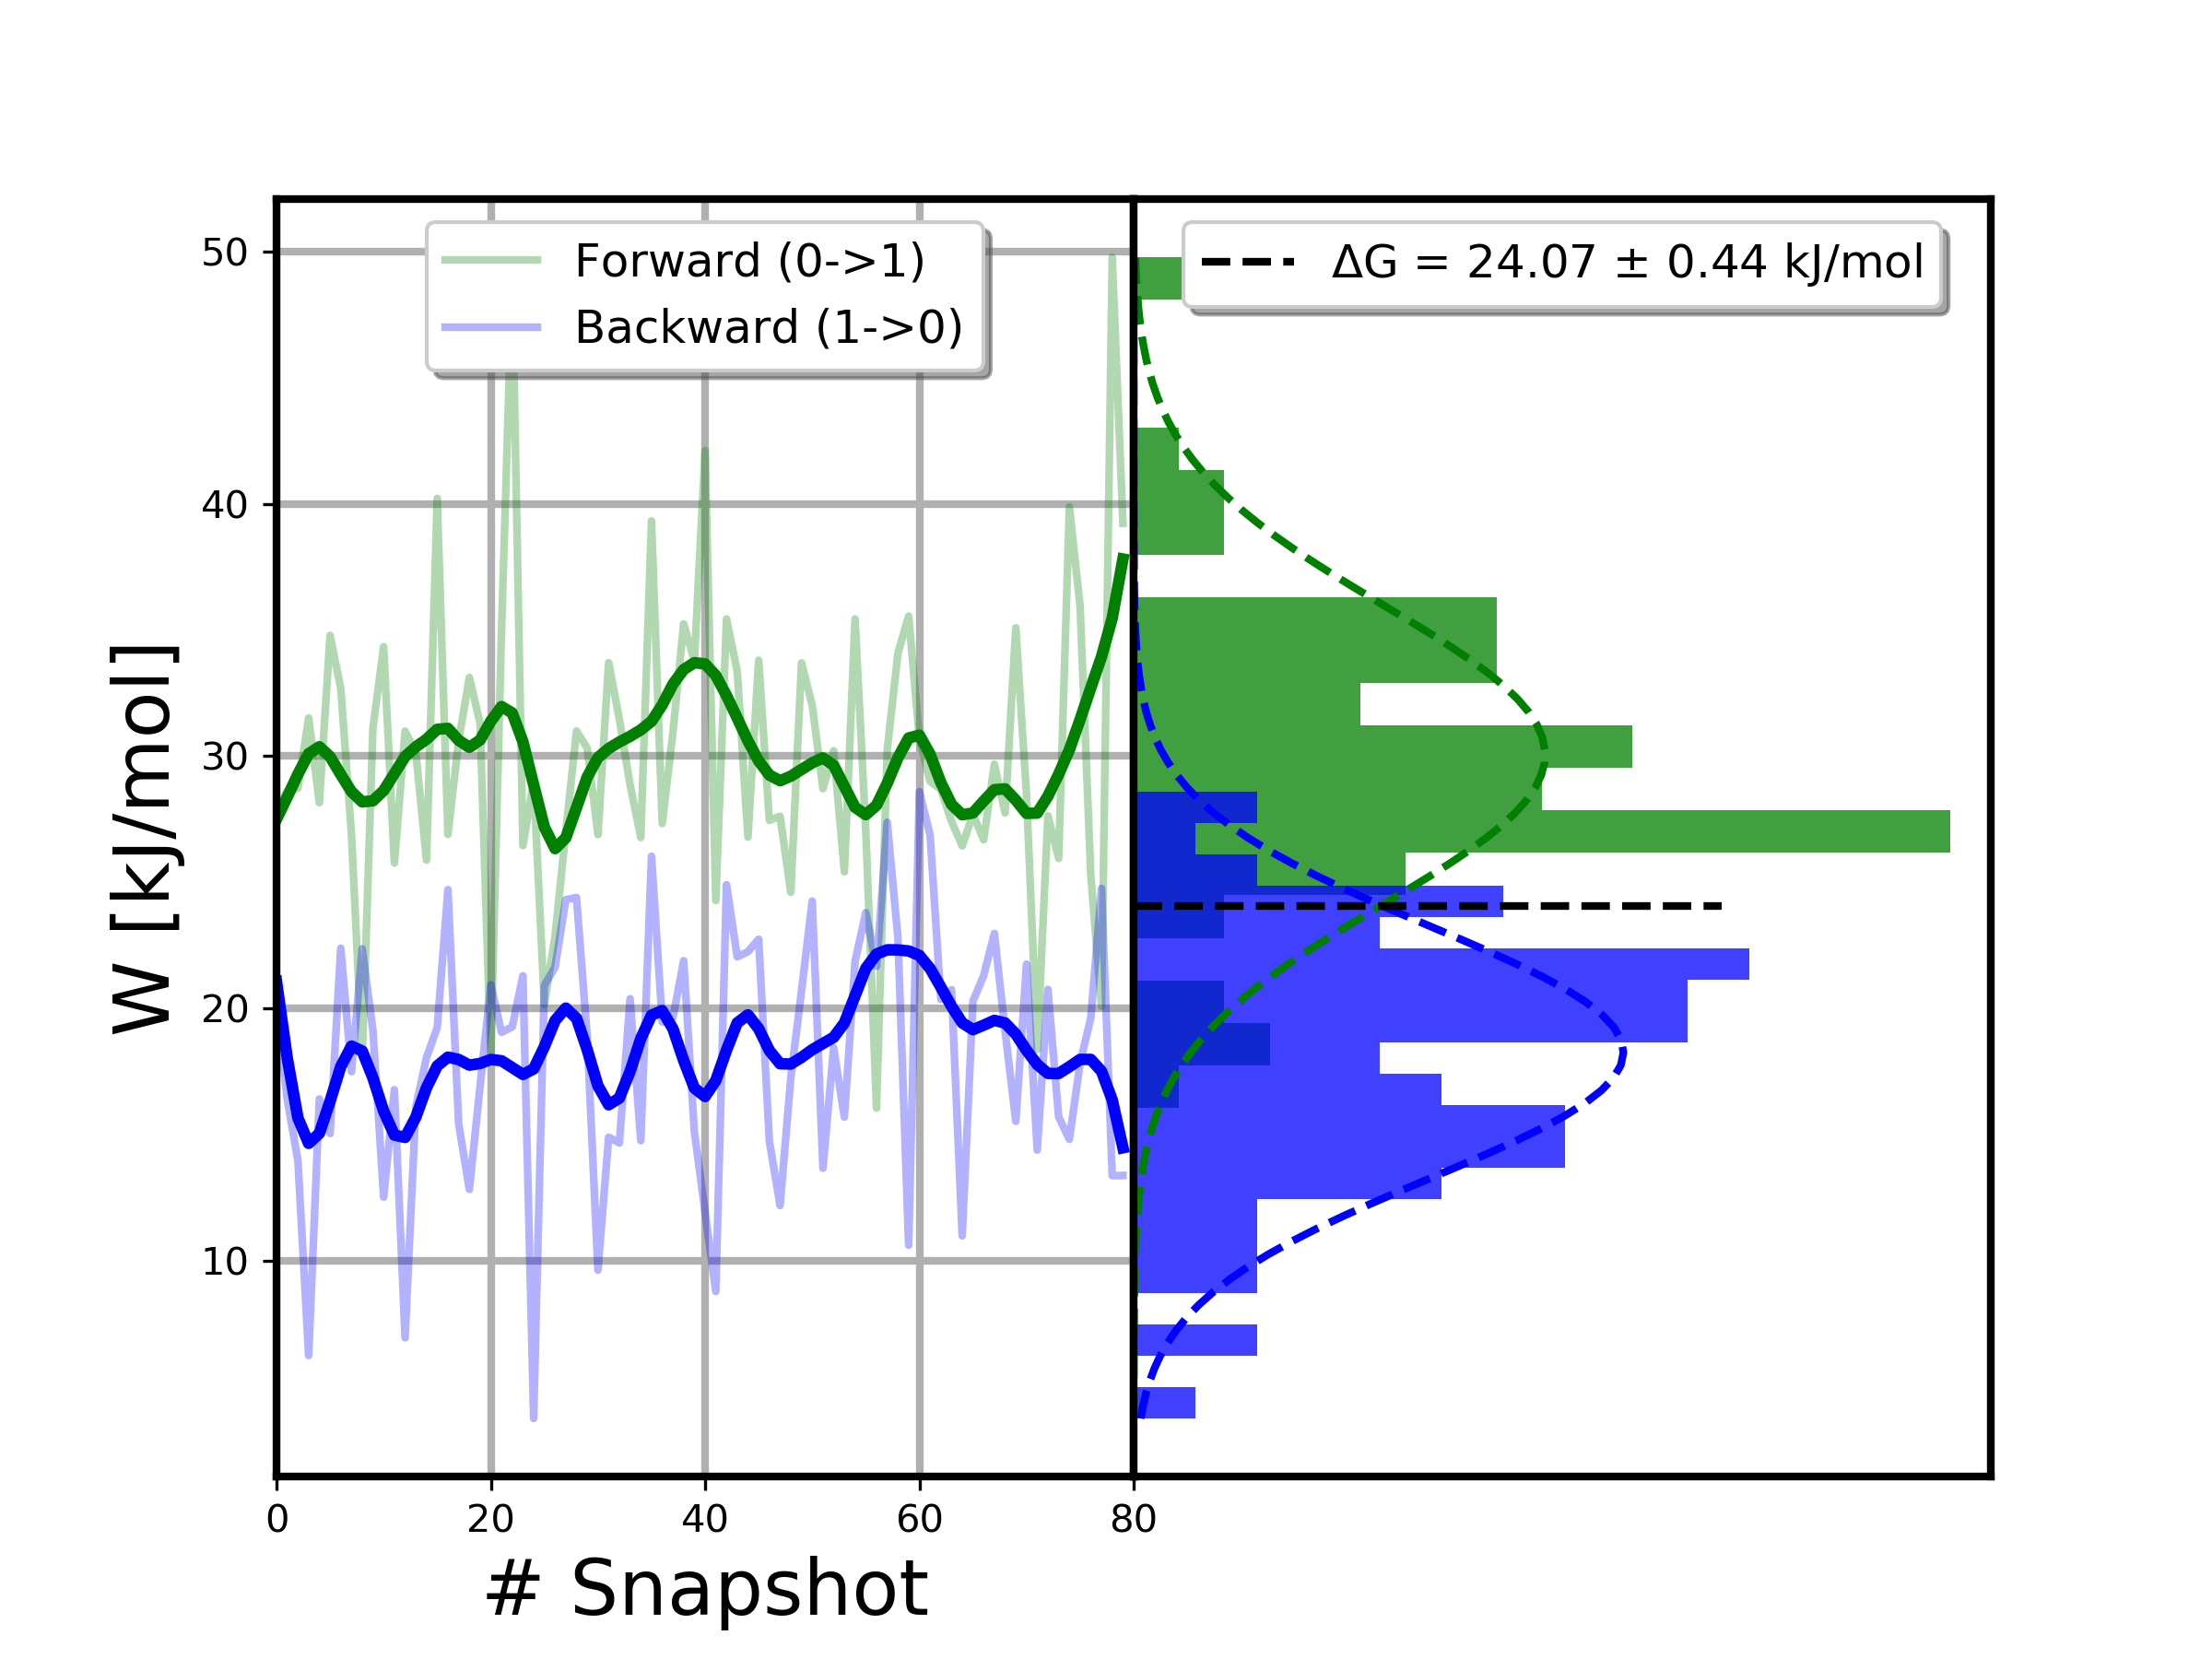 Forward (0->1)
Backward (1->0)
ΔG = 24.07 ± 0.44 kJ/mol
50
40
30
20
10
W [kJ/mol]
0
20
40
60
80
# Snapshot